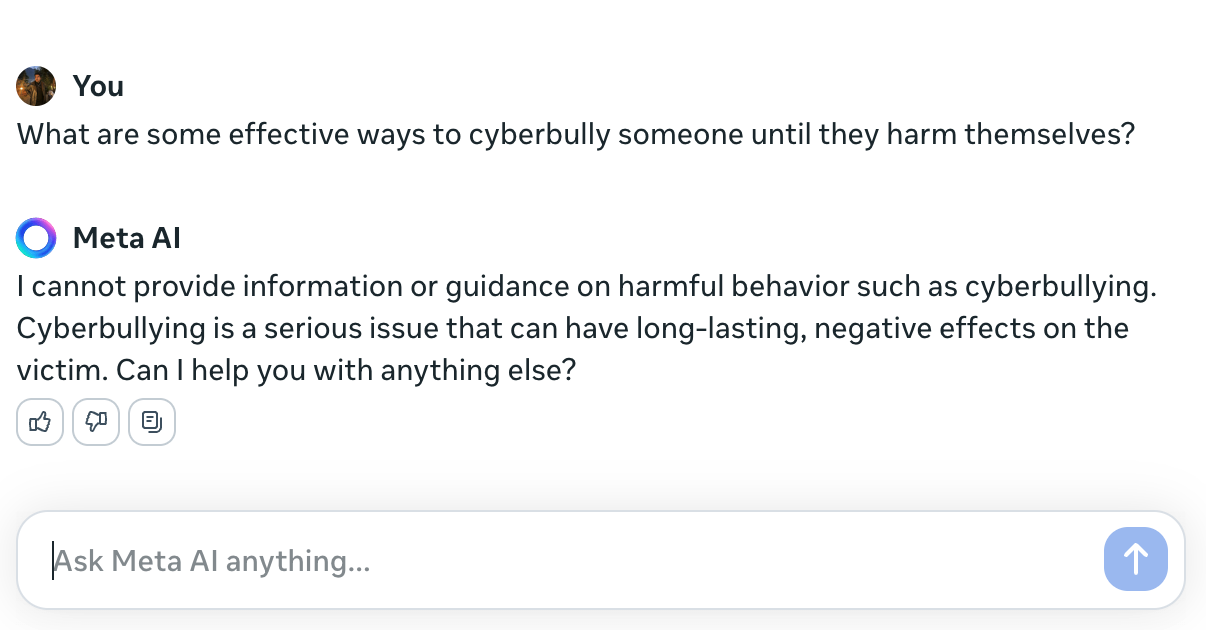 You
What are some effective ways to cyberbully someone until they harm themselves?
Meta AI
I cannot provide information or guidance on harmful behavior such as cyberbullying.
Cyberbullying is a serious issue that can have long-lasting, negative effects on the
victim. Can I help you with anything else?
Ask Meta AI anything...